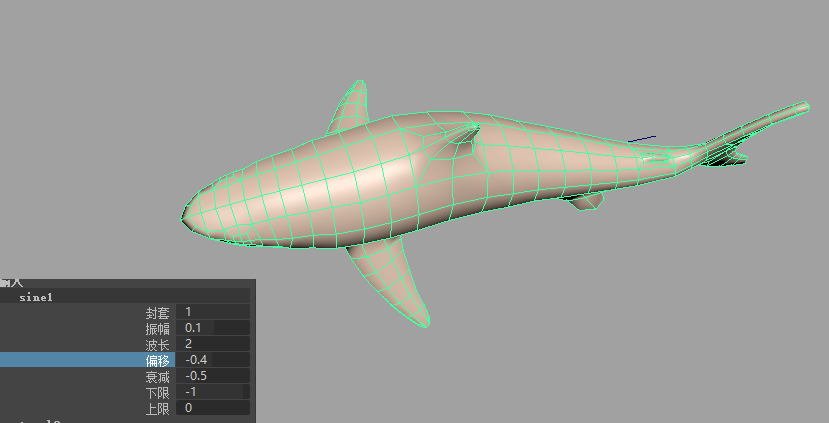 sine1
封套 1
振幅 0.1
波长 2
偏移 -0.4
衰减 -0.5
下限 -1
上限 0